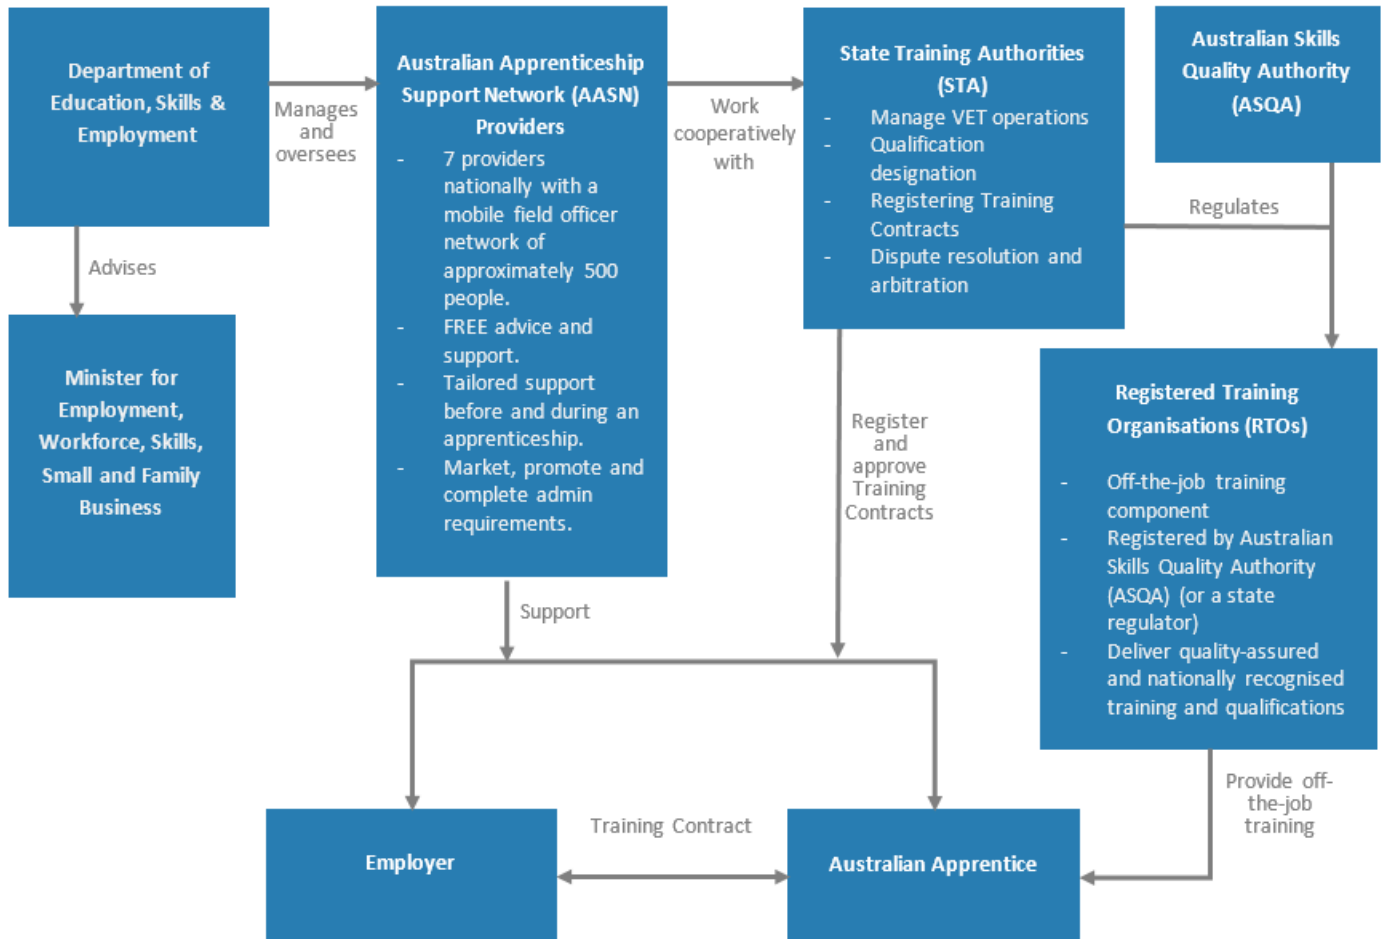 Department of
Education, Skills &
Employment
Manages
and
oversees
Australian Apprenticeship
Support Network (AASN)
Providers
- 7 providers
nationally with a
mobile field officer
network of
approximately 500
people.
- FREE advice and
support.
- Tailored support
before and during an
apprenticeship.
- Market, promote and
complete admin
requirements.
Work
cooperatively
with
State Training Authorities
(STA)
- Manage VET operations
- Qualification
designation
- Registering Training
Contracts
- Dispute resolution and
arbitration
Australian Skills
Quality Authority
(ASQA)
Regulates
Advises
Minister for
Employment,
Workforce, Skills,
Small and Family
Business
Register
and
approve
Training
Contracts
Registered Training
Organisations (RTOs)
- Off-the-job training
component
- Registered by Australian
Skills Quality Authority
(ASQA) (or a state
regulator)
- Deliver quality-assured
and nationally recognised
training and qualifications
Support
Provide off-
the-job
training
Employer
Training Contract
Australian Apprentice